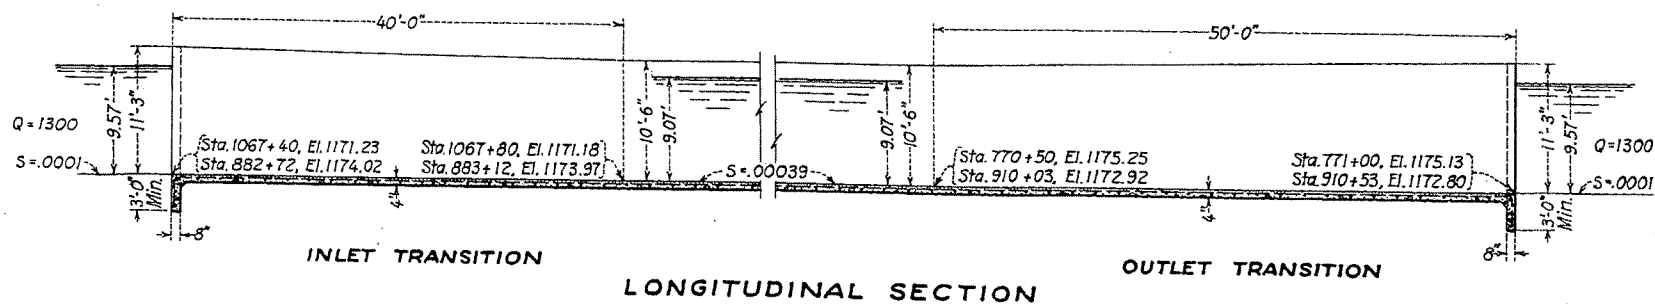 40'-0"
50'-0"
Q=1300
9.57'
11'-3"
10'-6"
9.07'
9.07'
10'-6"
11'-3"
9.57'
Q=1300
S=.0001
Sta.1067+40, El.1171.23
Sta.882+72, El.1174.02
Sta.1067+80, El.1171.18
Sta.883+12, El.1173.97
S=.00039
Sta.770+50, El.1175.25
Sta.910+03, El.1172.92
Sta.771+00, El.1175.13
Sta.910+53, El.1172.80
S=.0001
3'-0"
Min.
4"
4"
3'-0"
Min.
8"
8"
INLET TRANSITION
OUTLET TRANSITION
LONGITUDINAL SECTION